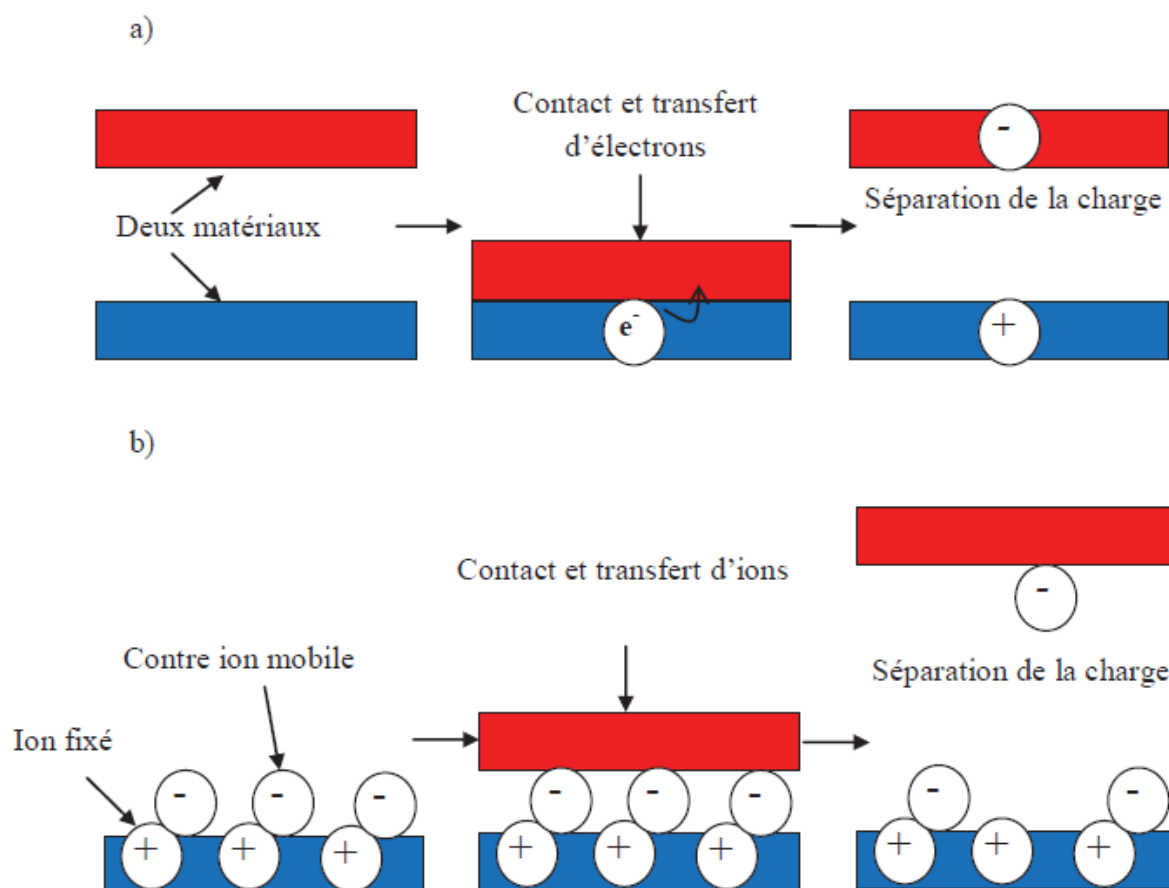 a)
Contact et transfert
d’électrons
-
Séparation de la charge
Deux matériaux
e-
+
b)
Contact et transfert d’ions
-
Contre ion mobile
Séparation de la charge
Ion fixé
- - -
+ + +
- - -
+ + +
- -
+ + +